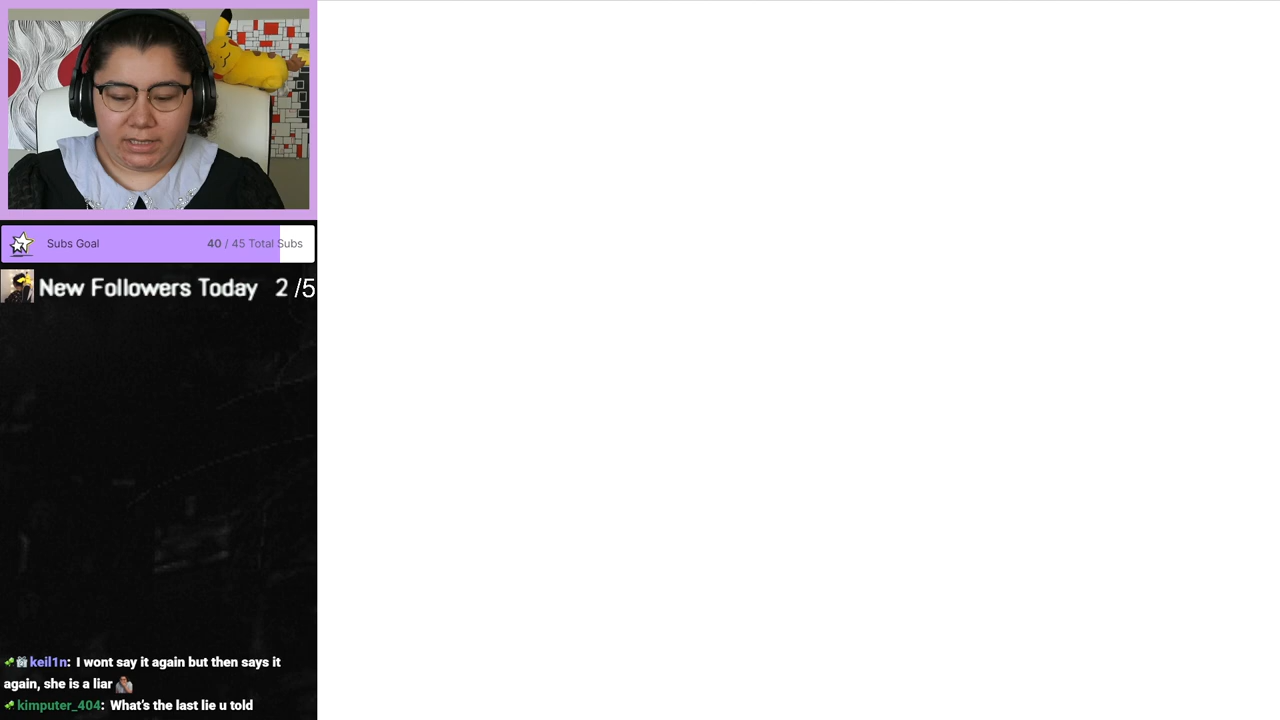 Subs Goal 40 / 45 Total Subs
New Followers Today 2 /5
keil1n: I wont say it again but then says it
again, she is a liar
kimputer_404: What's the last lie u told